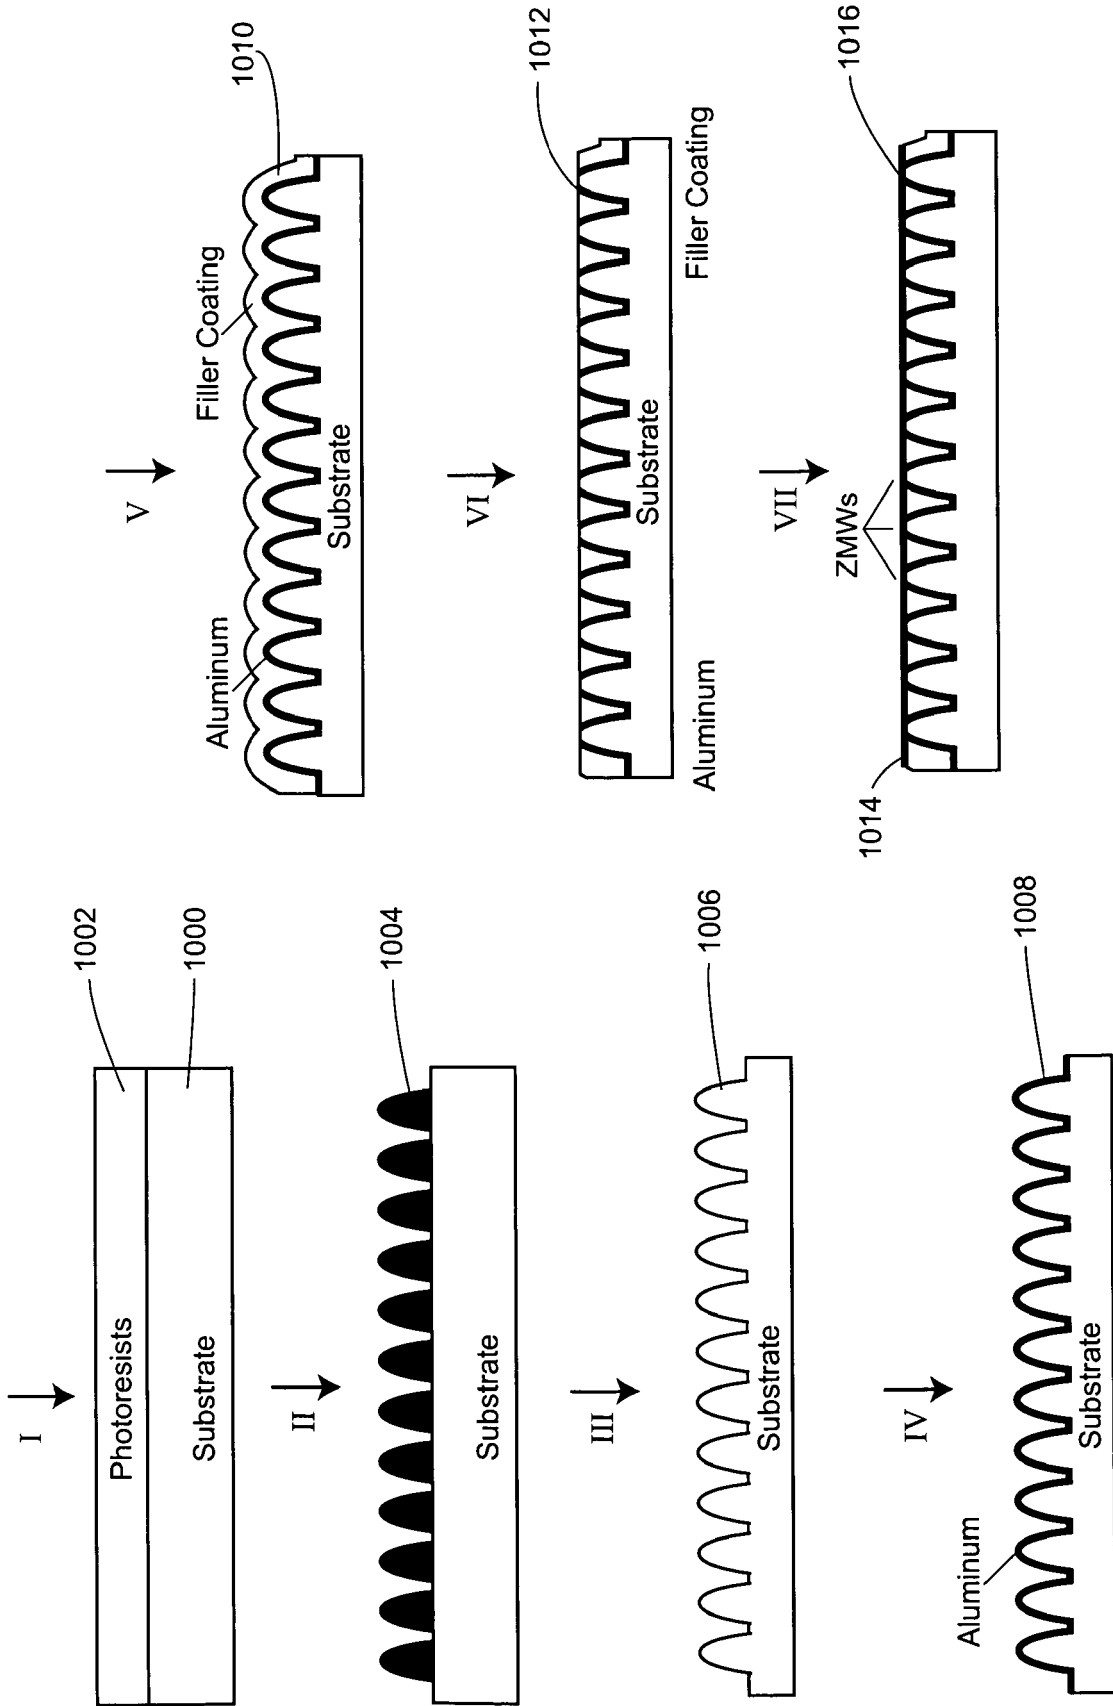 I
Photoresists
Substrate
1002
1000
II
Substrate
1004
III
Substrate
1006
IV
Aluminum
Substrate
1008
V
Aluminum
Filler Coating
Substrate
1010
VI
Substrate
1012
Aluminum
Filler Coating
VII
ZMWs
1014
1016